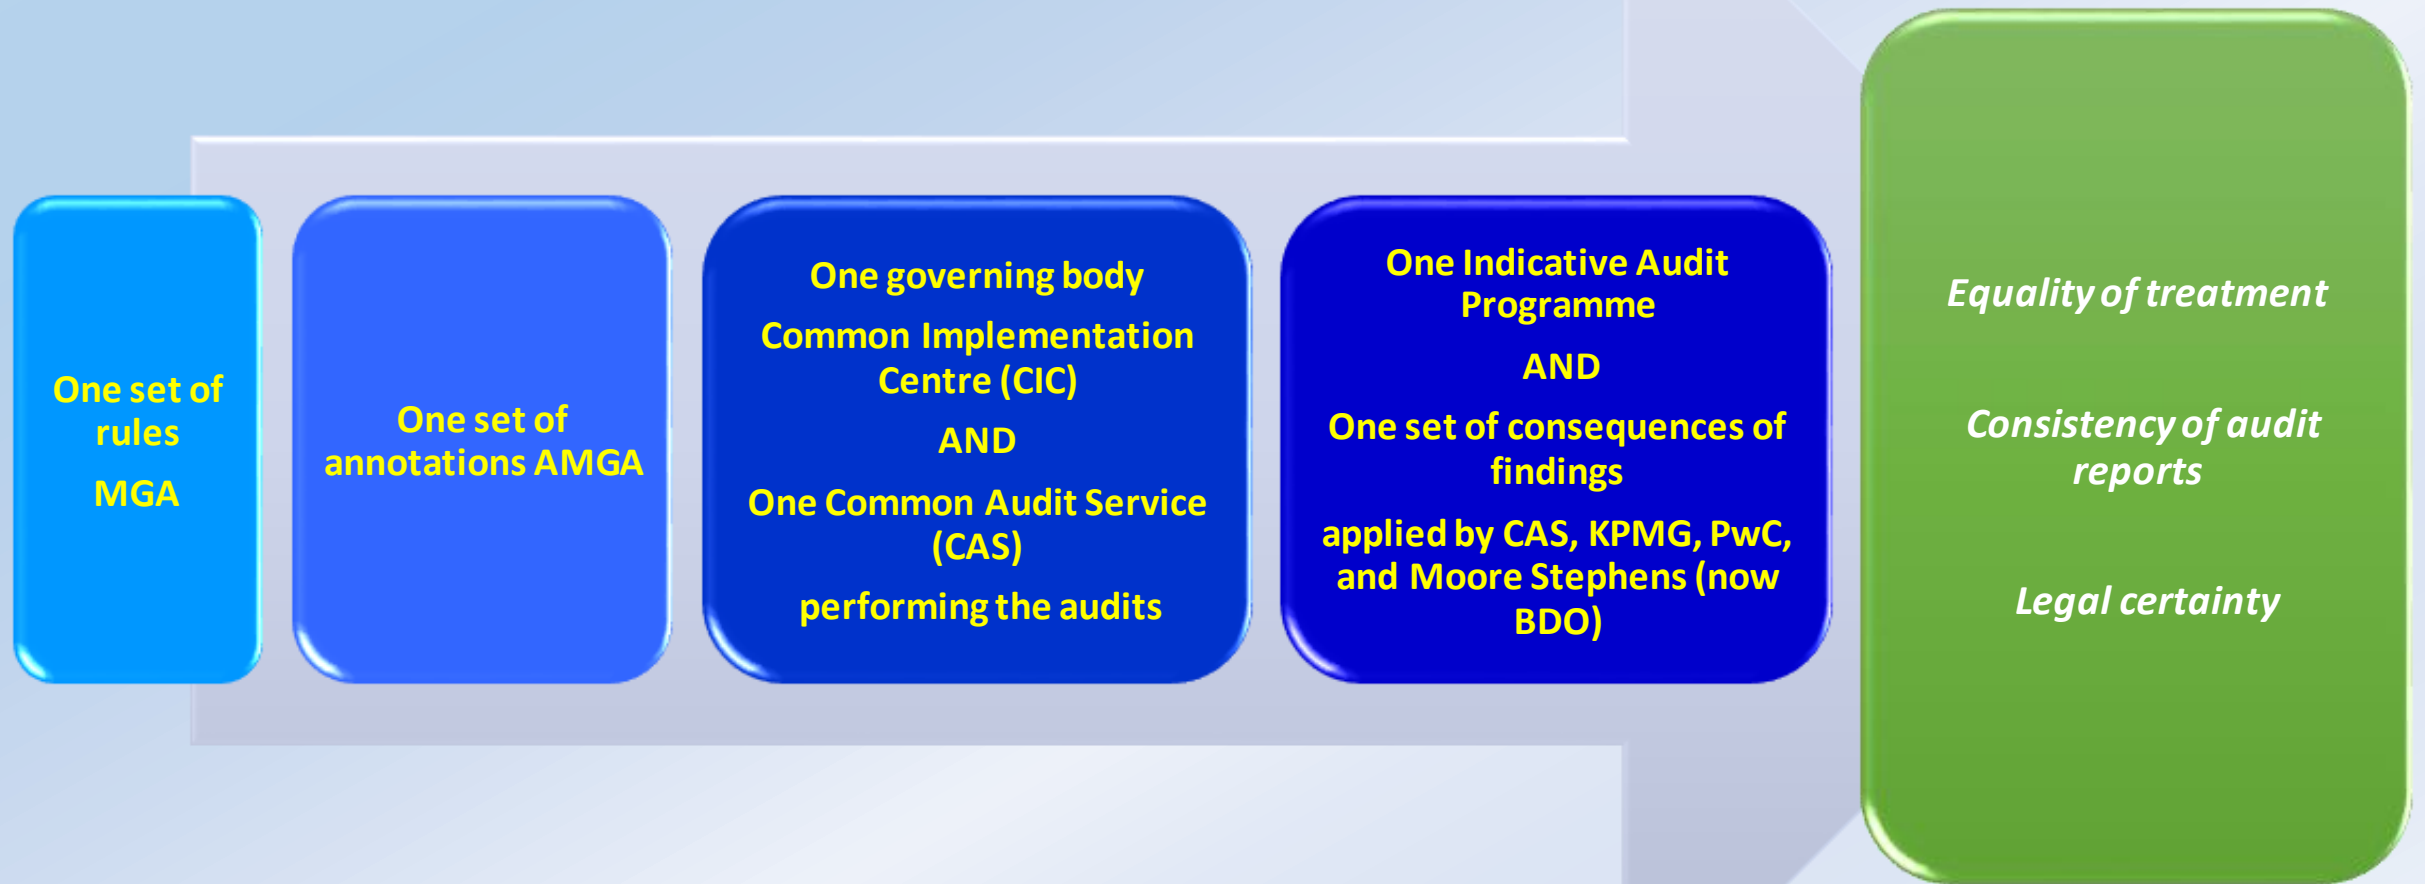 One set of
rules
MGA
One set of
annotations AMGA
One governing body
Common Implementation
Centre (CIC)
AND
One Common Audit Service
(CAS)
performing the audits
One Indicative Audit
Programme
AND
One set of consequences of
findings
applied by CAS, KPMG, PwC,
and Moore Stephens (now
BDO)
Equality of treatment
Consistency of audit
reports
Legal certainty